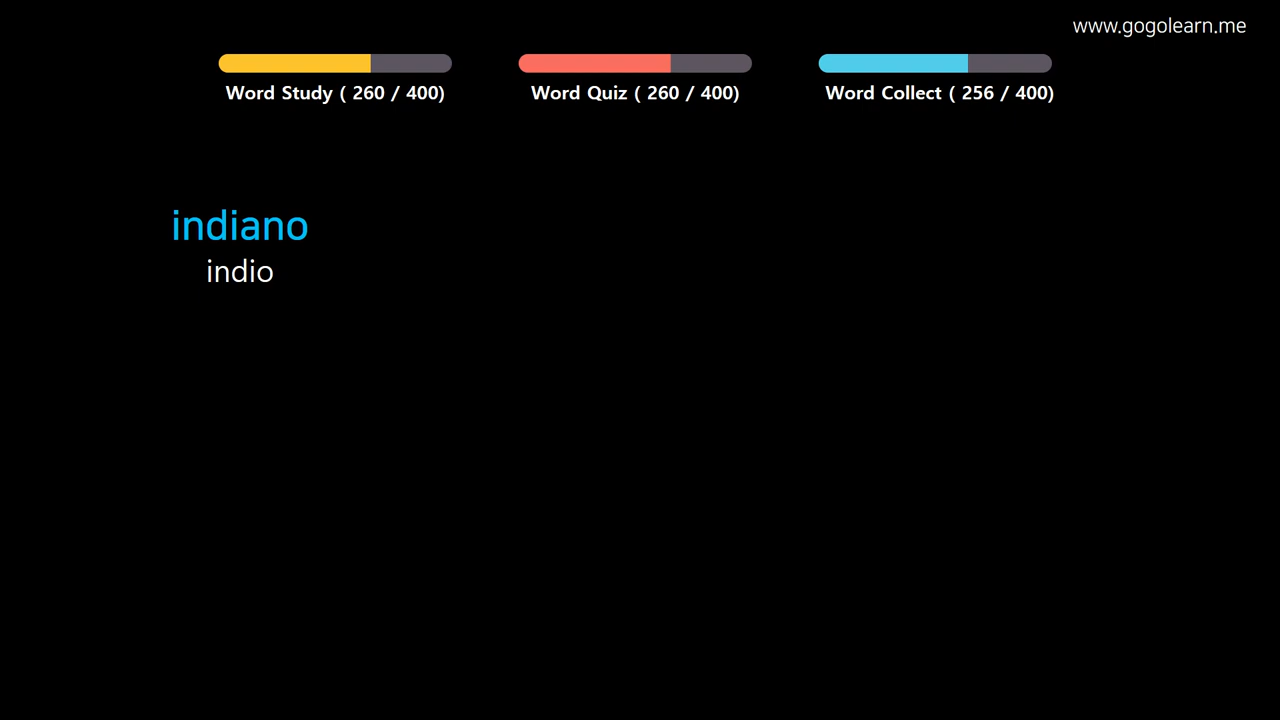 www.gogolearn.me
Word Study ( 260 / 400)
Word Quiz ( 260 / 400)
Word Collect ( 256 / 400)
indiano
indio